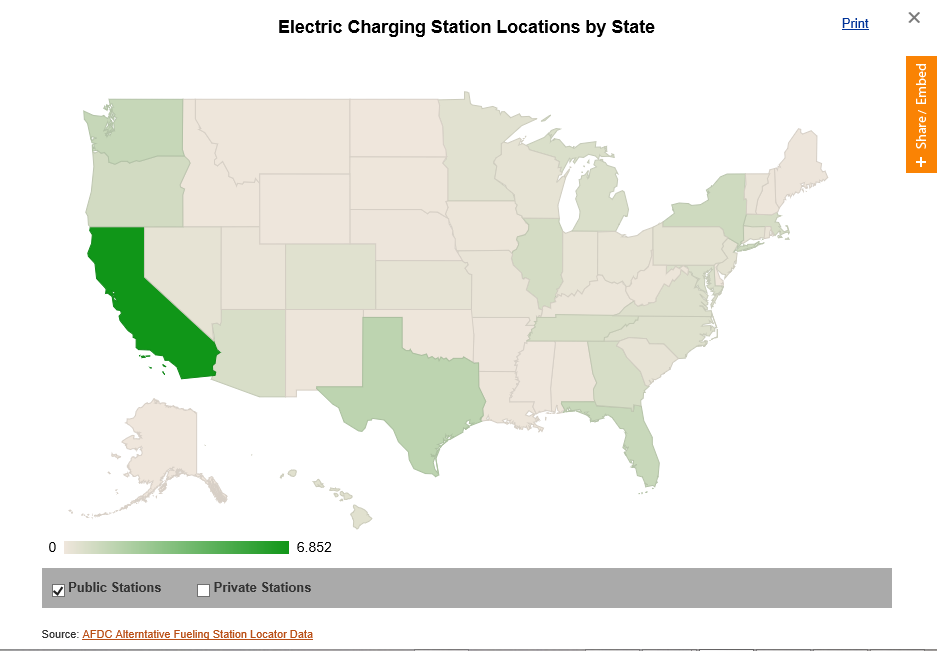 Electric Charging Station Locations by State
Print
+ Share / Embed
0
6.852
Public Stations
Private Stations
Source: AFDC Alterntative Fueling Station Locator Data